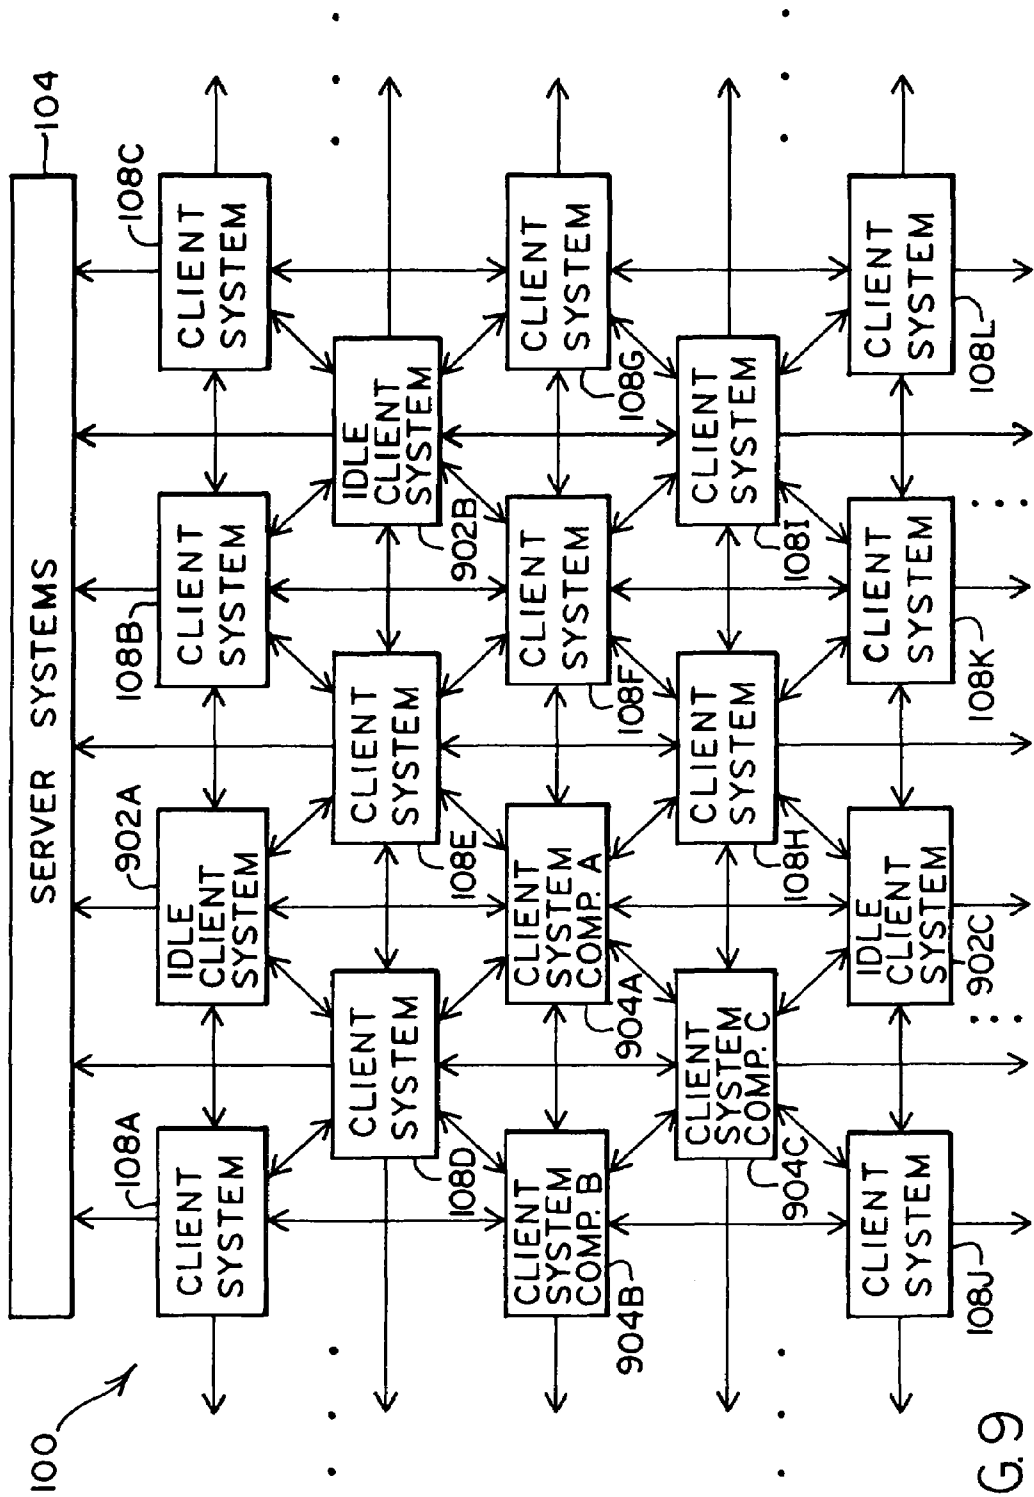 100
SERVER SYSTEMS
104
108A
902A
108B
108C
CLIENT
SYSTEM
IDLE
CLIENT
SYSTEM
CLIENT
SYSTEM
CLIENT
SYSTEM
CLIENT
SYSTEM
108D
CLIENT
SYSTEM
108E
IDLE
CLIENT
SYSTEM
902B
CLIENT
SYSTEM
COMP. B
904B
CLIENT
SYSTEM
COMP. A
904A
CLIENT
SYSTEM
108F
CLIENT
SYSTEM
108G
CLIENT
SYSTEM
COMP. C
904C
CLIENT
SYSTEM
108H
CLIENT
SYSTEM
108I
CLIENT
SYSTEM
108J
IDLE
CLIENT
SYSTEM
902C
CLIENT
SYSTEM
108K
CLIENT
SYSTEM
108L
G. 9